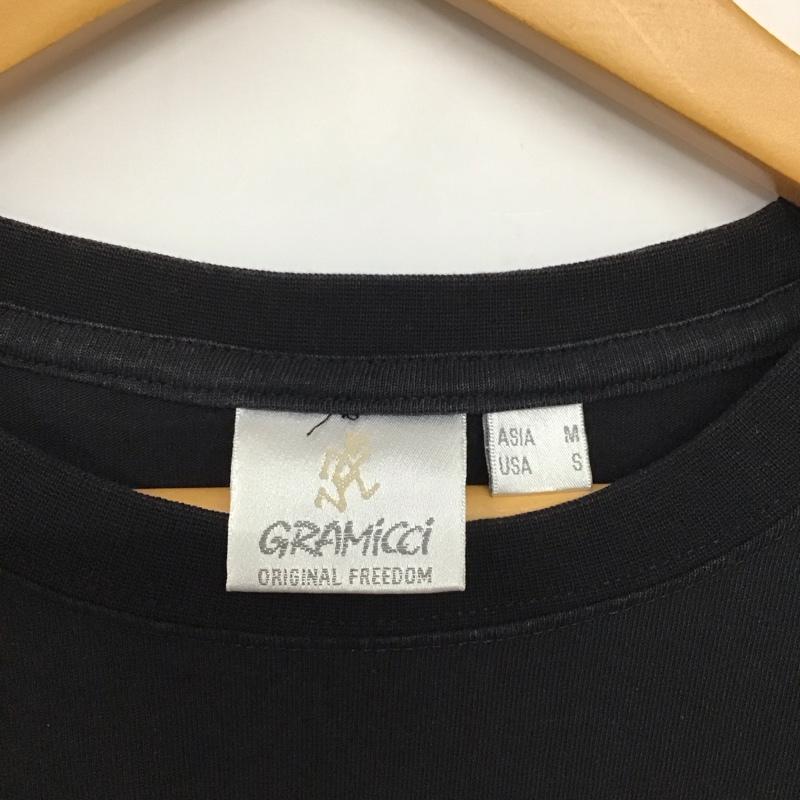 GRAMiCCi
ORIGINAL FREEDOM
ASIA M
USA S